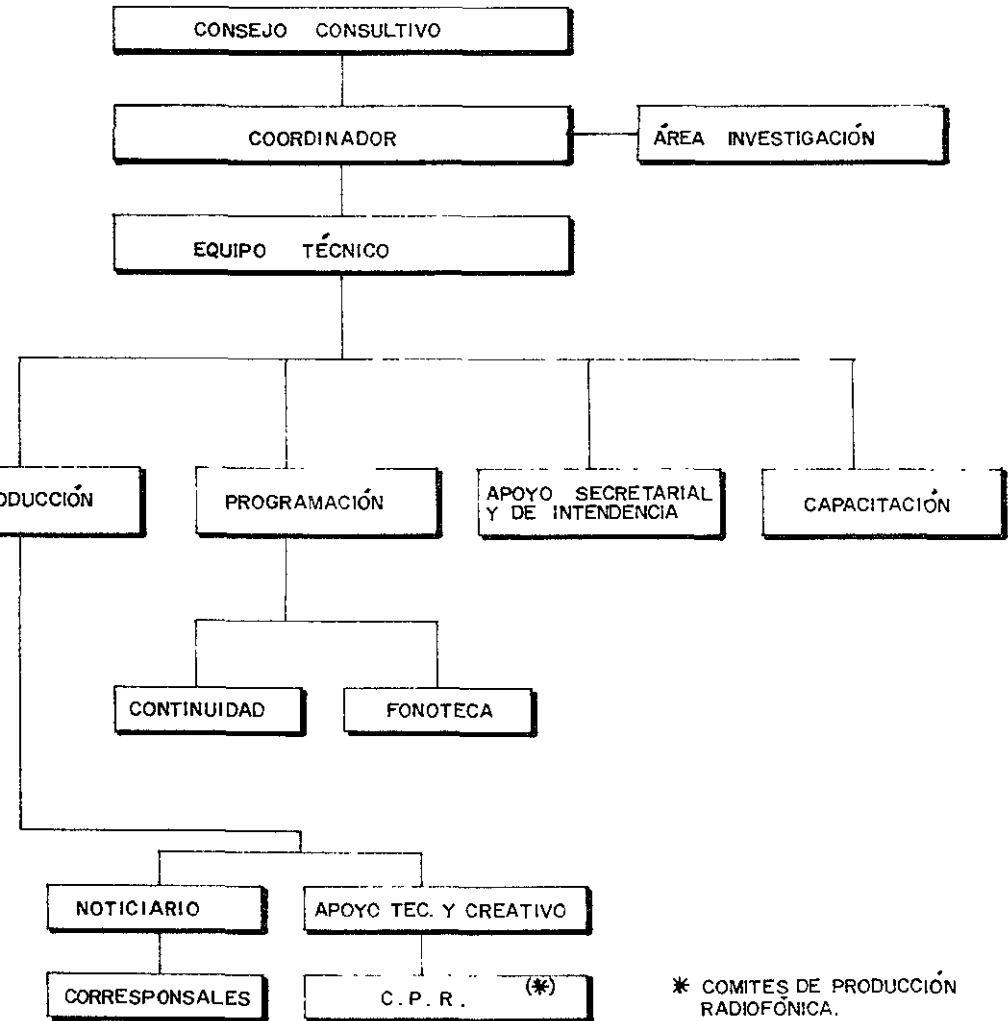 CONSEJO CONSULTIVO
COORDINADOR
ÁREA INVESTIGACIÓN
EQUIPO TÉCNICO
ODUCCIÓN
PROGRAMACIÓN
APOYO SECRETARIAL
Y DE INTENDENCIA
CAPACITACIÓN
CONTINUIDAD
FONOTECA
NOTICIARIO
APOYO TEC. Y CREATIVO
CORRESPONSALES
C.P.R. (*)
* COMITES DE PRODUCCIÓN
RADIOFÓNICA.